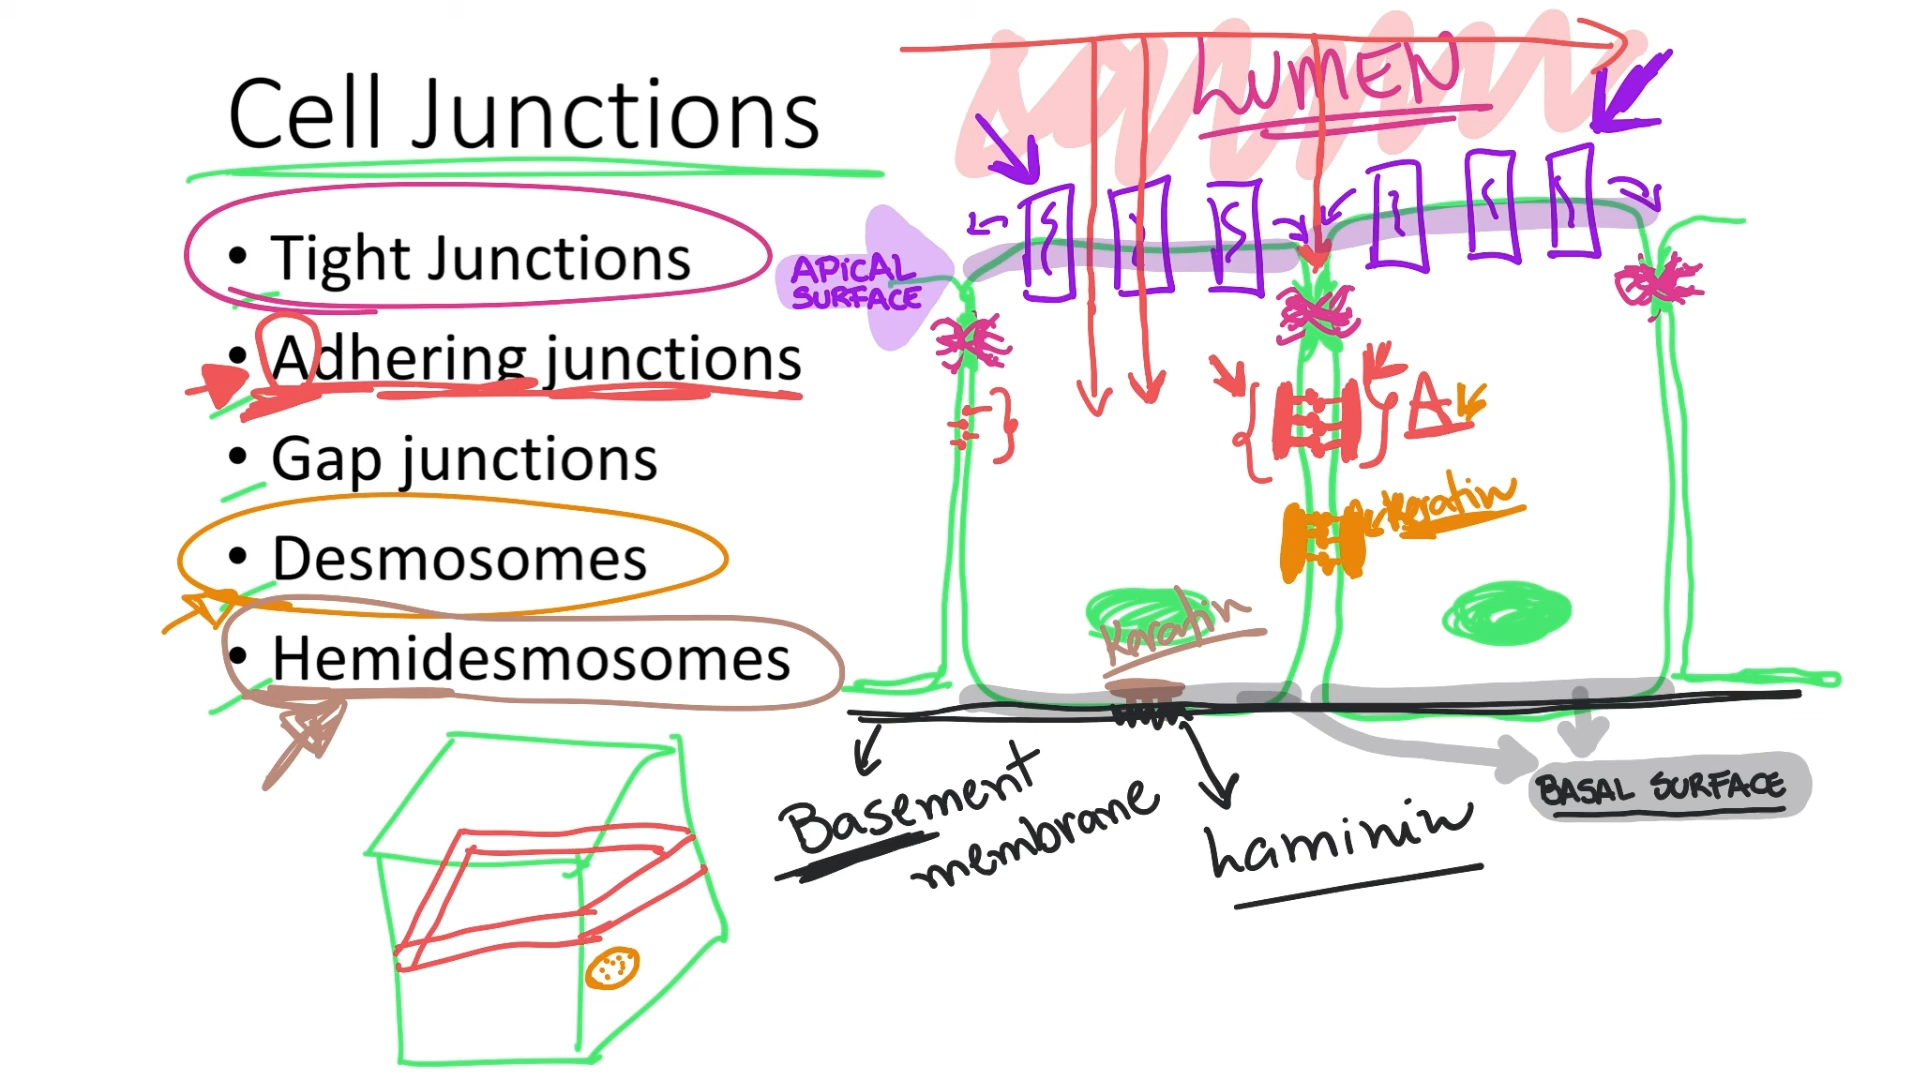 Cell Junctions
• Tight Junctions
• Adhering junctions
• Gap junctions
• Desmosomes
• Hemidesmosomes
LUMEN
APiCAL
SURFACE
A
Keratin
Keratin
Basement
membrane
Laminin
BASAL SURFACE